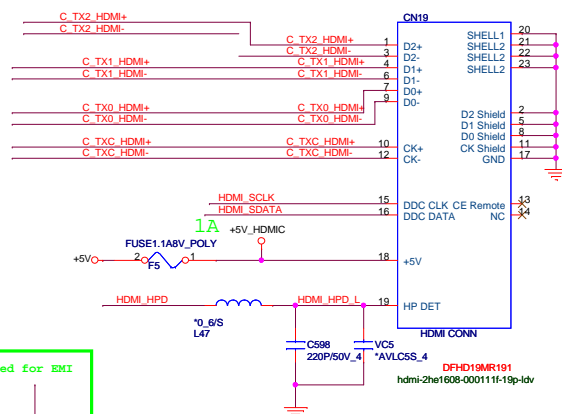 CN19
C_TX2_HDMI+
C_TX2_HDMI-
C_TX2_HDMI+
C_TX2_HDMI-
C_TX1_HDMI+
C_TX1_HDMI-
C_TX1_HDMI+
C_TX1_HDMI-
C_TX0_HDMI+
C_TX0_HDMI-
C_TX0_HDMI+
C_TX0_HDMI-
C_TXC_HDMI+
C_TXC_HDMI-
C_TXC_HDMI+
C_TXC_HDMI-
1 D2+
3 D2-
4 D1+
6 D1-
7 D0+
9 D0-
10 CK+
12 CK-
SHELL1 20
SHELL2 21
SHELL2 22
SHELL2 23
D2 Shield 2
D1 Shield 5
D0 Shield 8
CK Shield 11
GND 17
HDMI_SCLK 15 DDC CLK
HDMI_SDATA 16 DDC DATA
CE Remote 13
NC 14
1A
+5V_HDMIC
FUSE1.1A8V_POLY
+5V 2 1
F5
18 +5V
HDMI_HPD
HDMI_HPD_L 19 HP DET
*0_6/S
L47
HDMI CONN
C598
220P/50V_4
VC5
*AVLC5S_4
DFHD19MR191
hdmi-2he1608-000111f-19p-ldv
ed for EMI